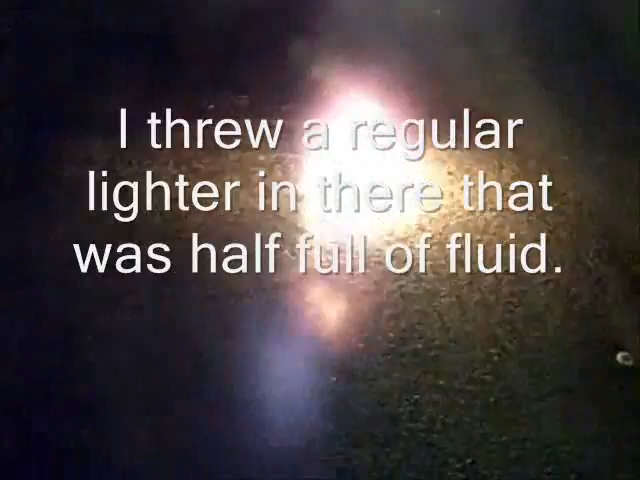 I threw a regular
lighter in there that
was half full of fluid.